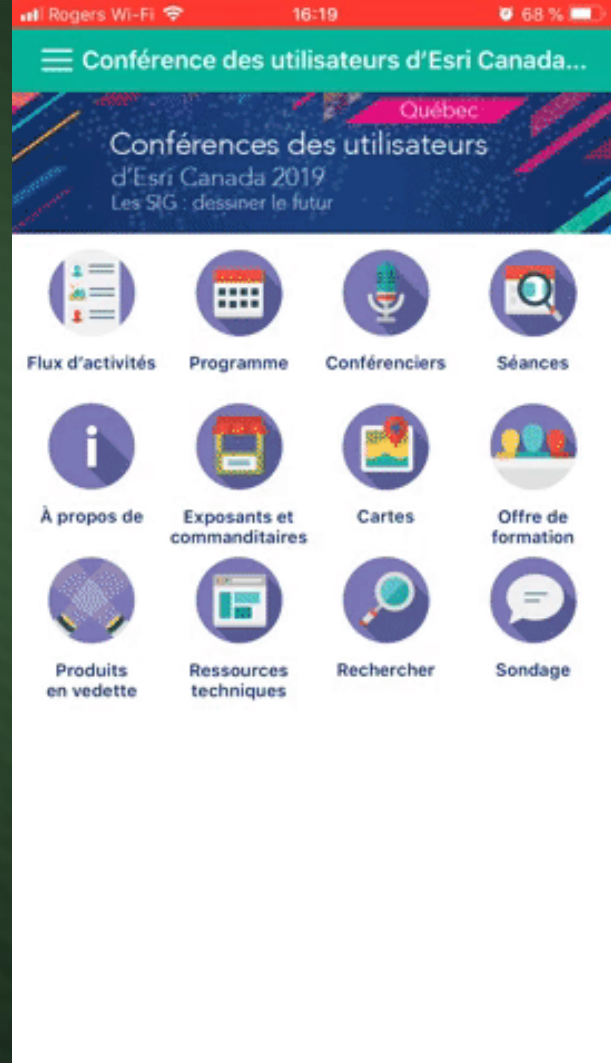 Rogers Wi-Fi 16:19 68 %
Conférence des utilisateurs d'Esri Canada...
Québec
Conférences des utilisateurs
d'Esri Canada 2019
Les SIG : dessiner le futur
Flux d'activités Programme Conférenciers Séances
À propos de Exposants et Cartes Offre de
commanditaires formation
Produits Ressources Rechercher Sondage
en vedette techniques